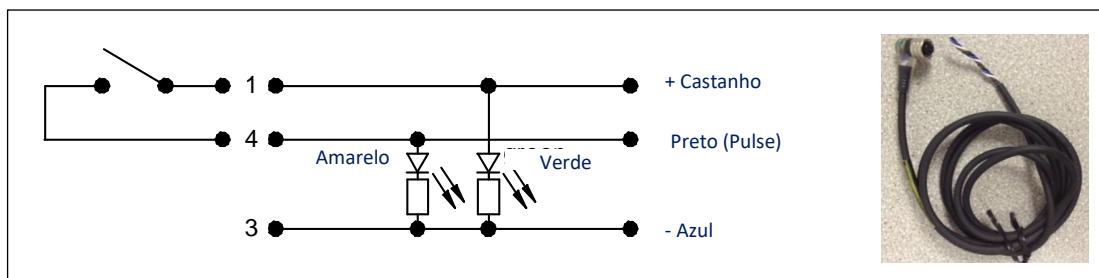 1
+ Castanho
4
Preto (Pulse)
Amarelo
Verde
3
- Azul